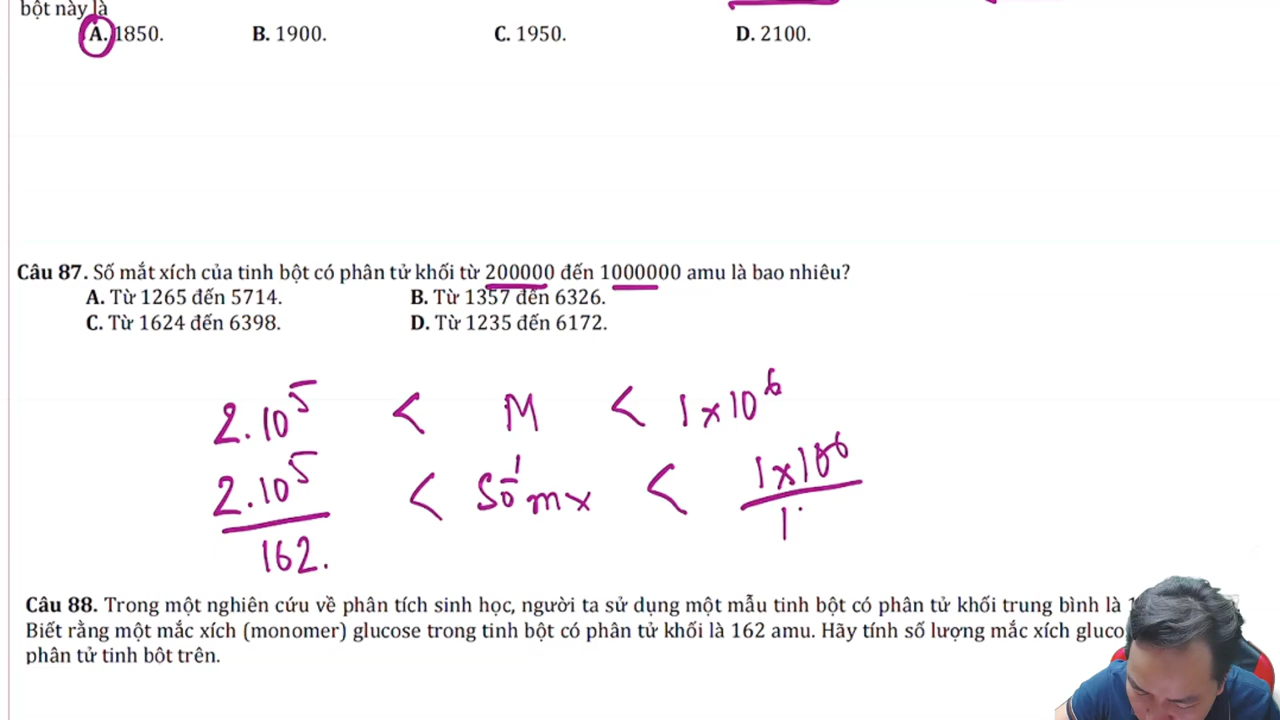 bột này là
A. 1850. B. 1900. C. 1950. D. 2100.
Câu 87. Số mắt xích của tinh bột có phân tử khối từ 200000 đến 1000000 amu là bao nhiêu?
A. Từ 1265 đến 5714. B. Từ 1357 đến 6326.
C. Từ 1624 đến 6398. D. Từ 1235 đến 6172.
2.10^5 < M < 1x10^6
2.10^5 < Số mx < 1x10^6
162. 1
Câu 88. Trong một nghiên cứu về phân tích sinh học, người ta sử dụng một mẫu tinh bột có phân tử khối trung bình là
Biết rằng một mắc xích (monomer) glucose trong tinh bột có phân tử khối là 162 amu. Hãy tính số lượng mắc xích gluco
phân tử tinh bột trên.